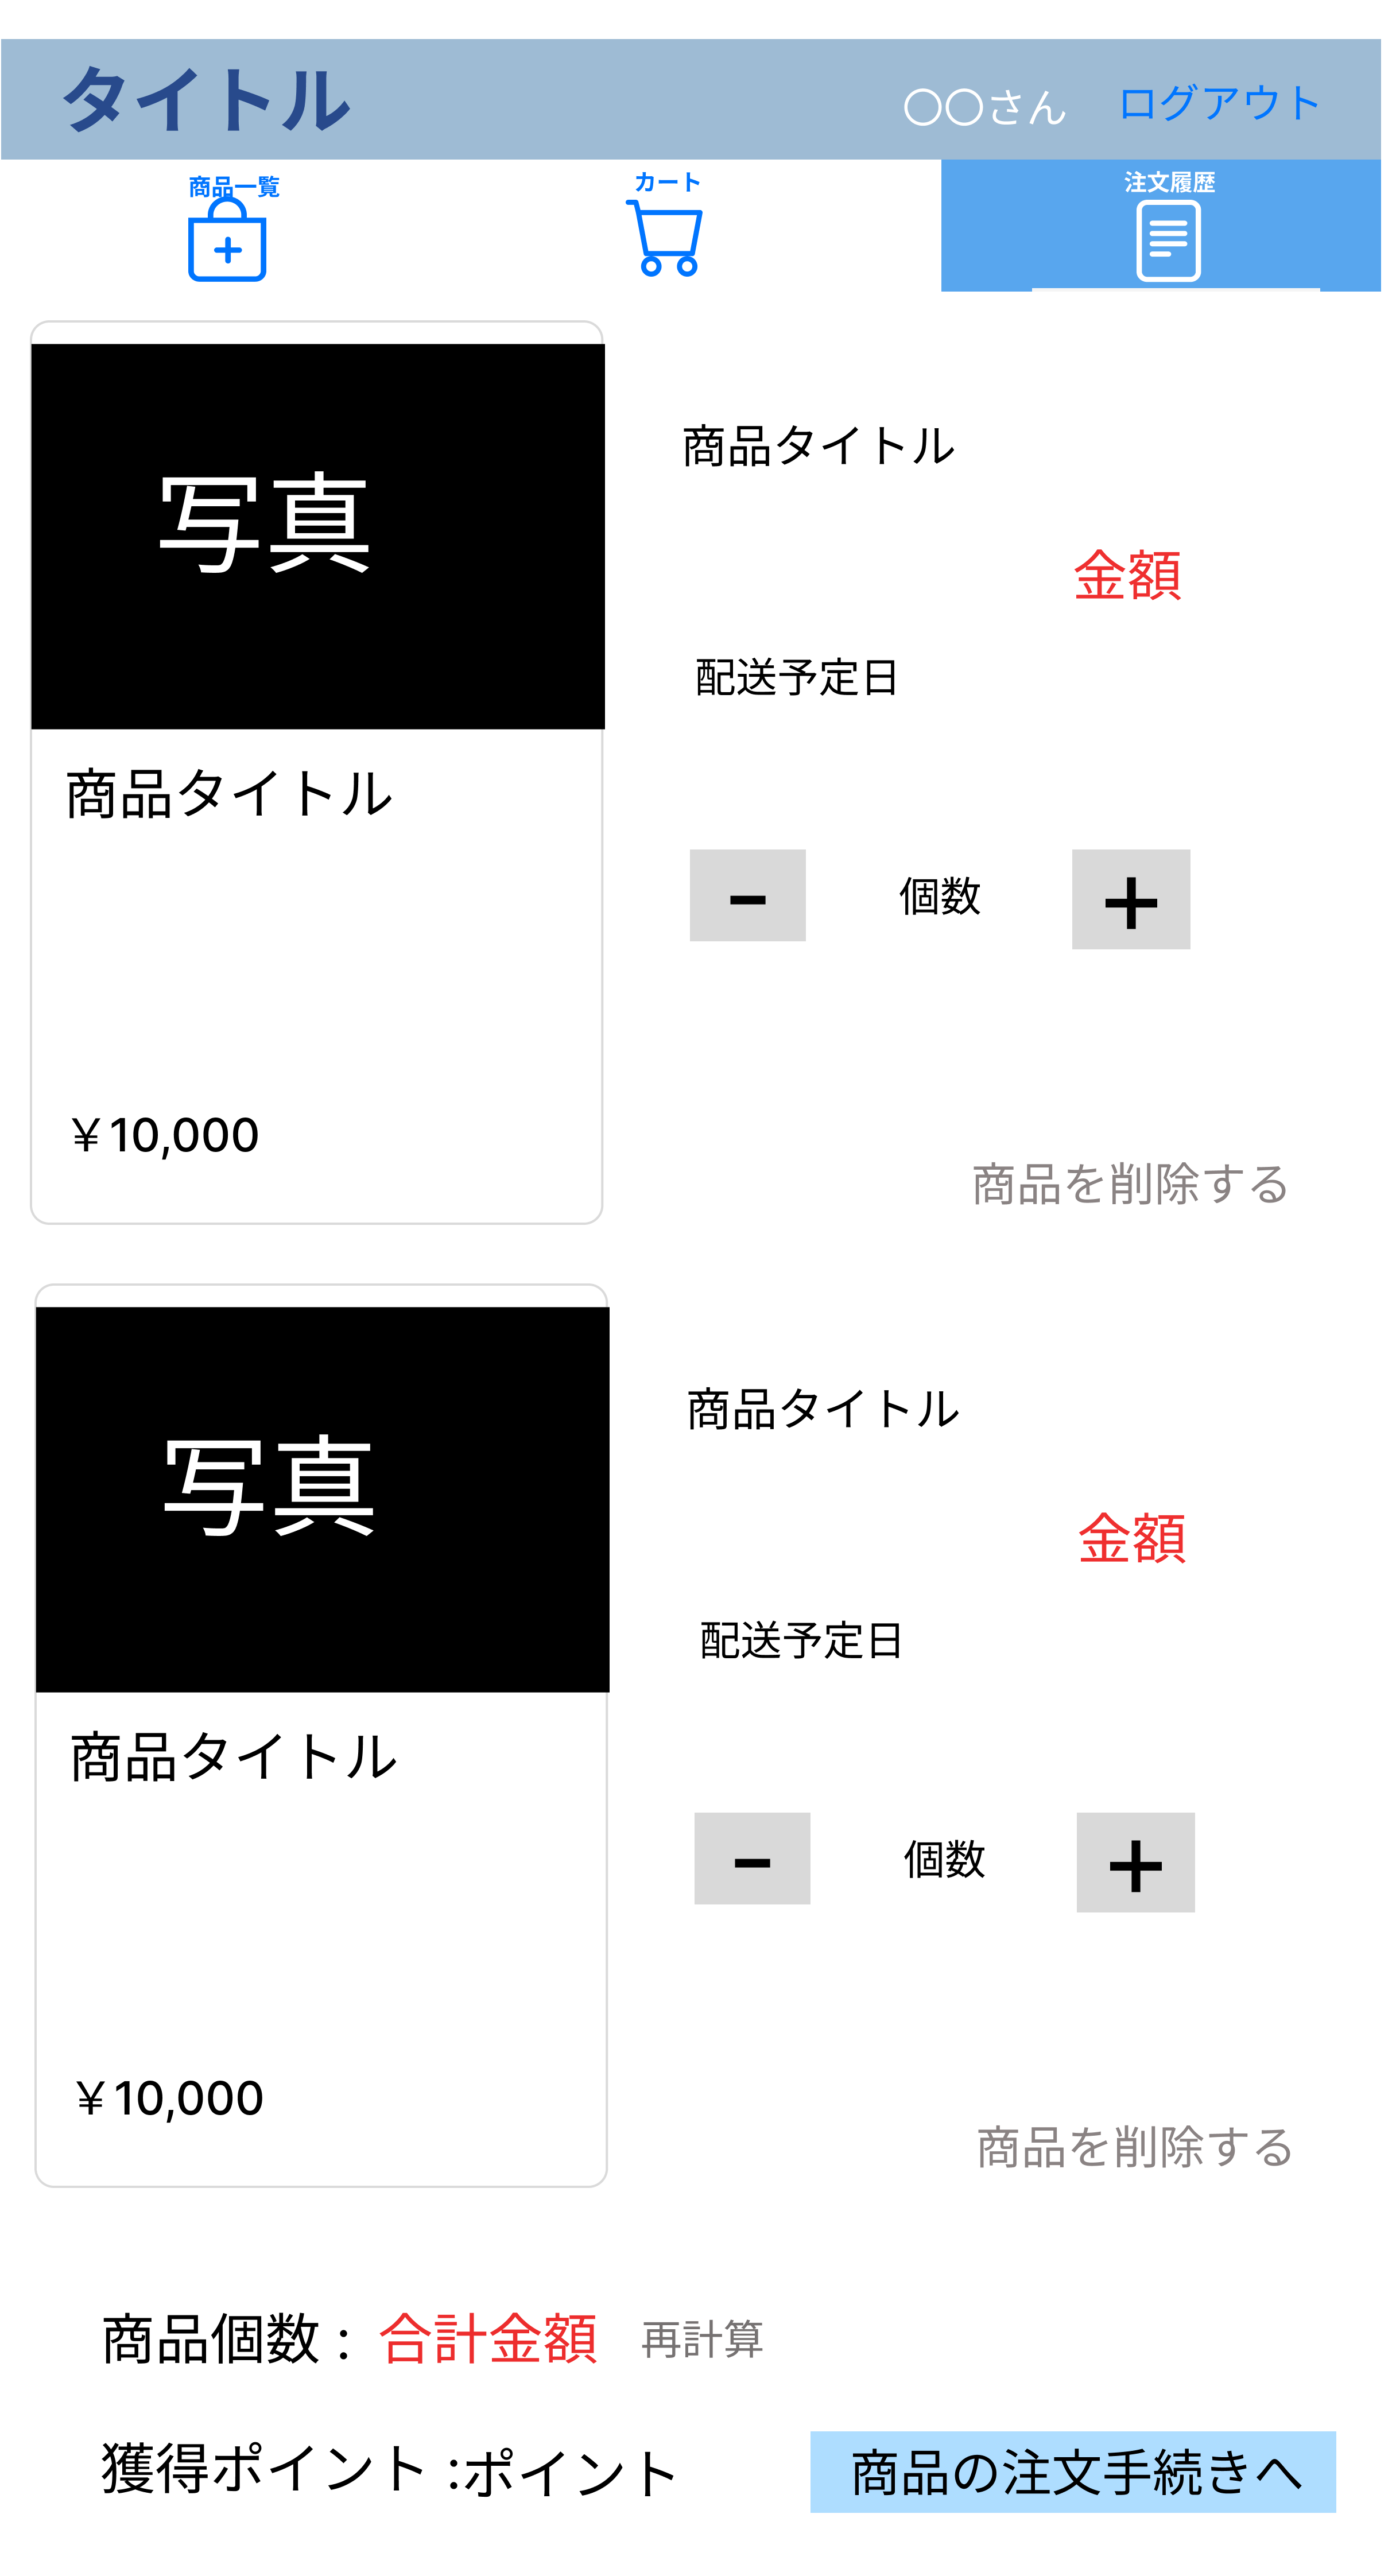 タイトル
〇〇さん ログアウト
商品一覧 カート 注文履歴
写真
商品タイトル
¥10,000
商品タイトル
金額
配送予定日
- 個数 +
商品を削除する
写真
商品タイトル
¥10,000
商品タイトル
金額
配送予定日
- 個数 +
商品を削除する
商品個数 : 合計金額 再計算
獲得ポイント :ポイント
商品の注文手続きへ